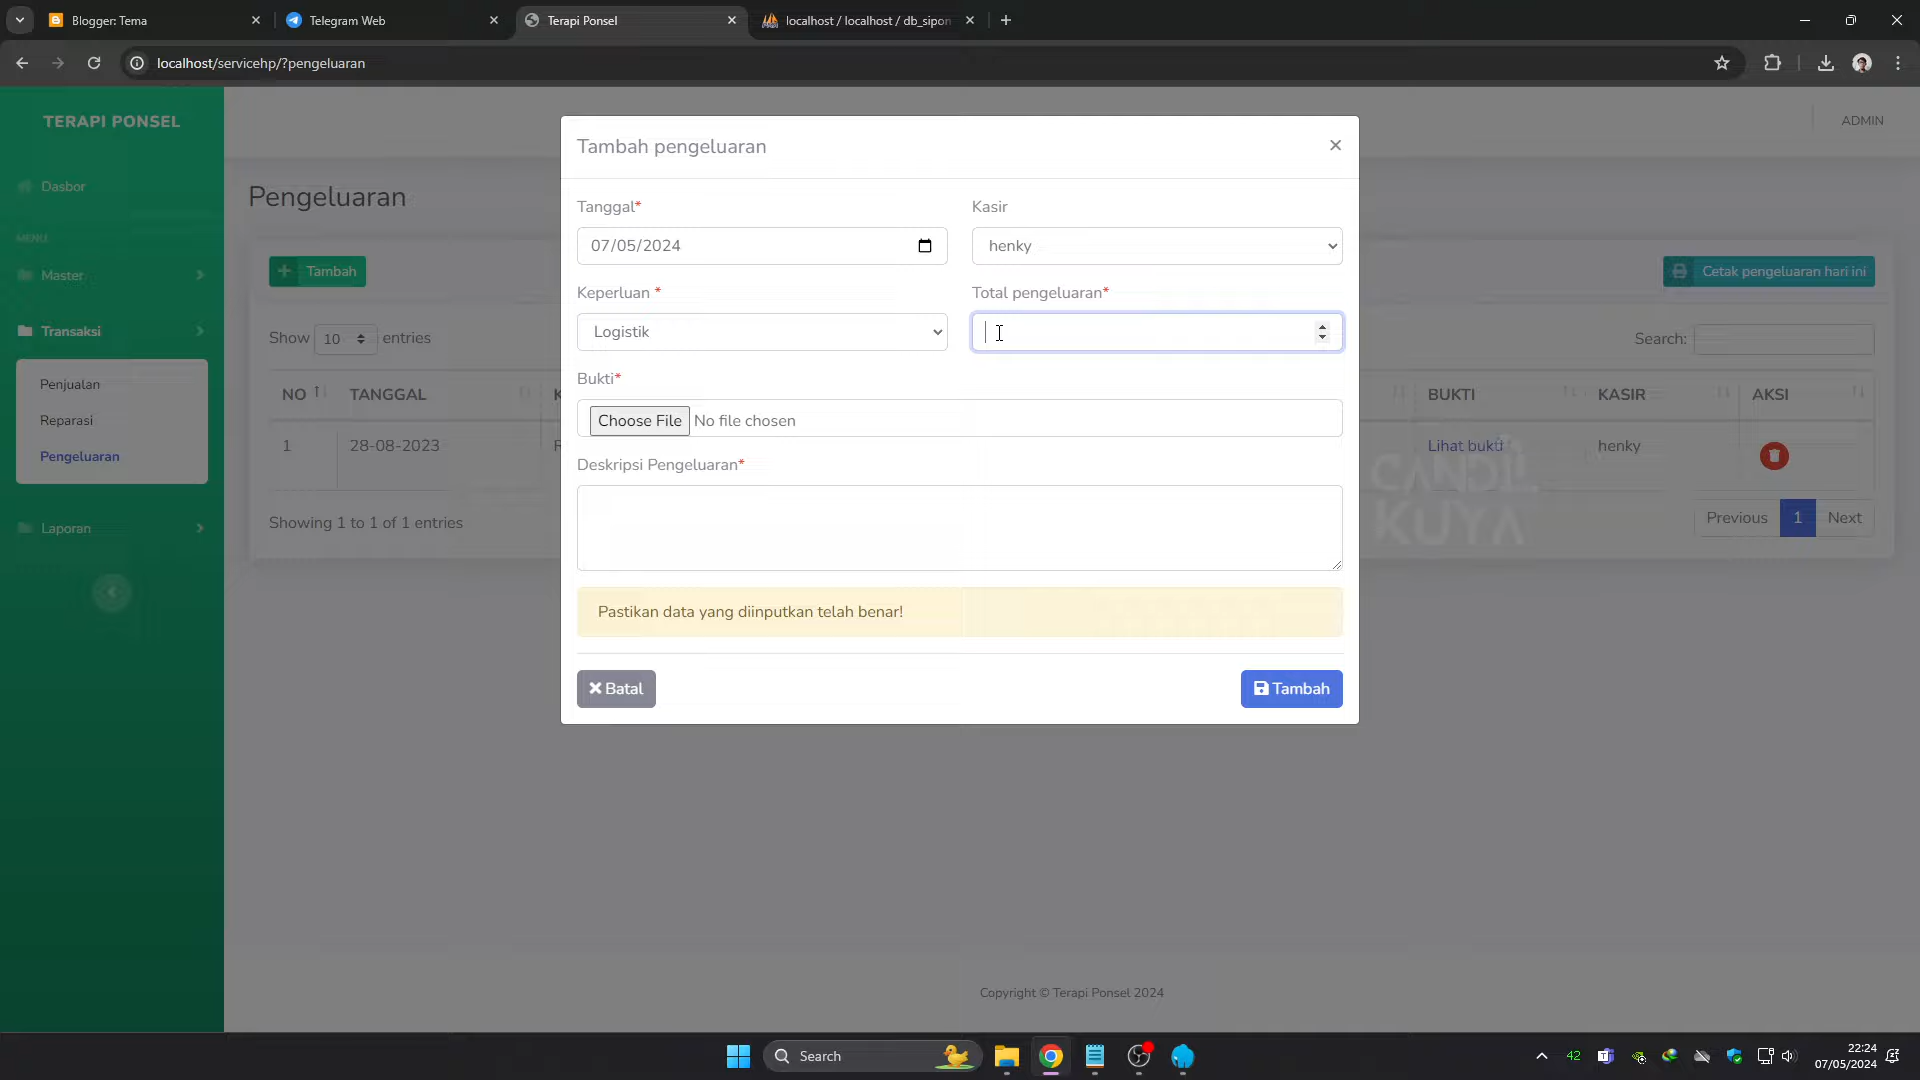 Blogger: Tema
Telegram Web
Terapi Ponsel
localhost / localhost / db_sipon
localhost/servicehp/?pengeluaran
TERAPI PONSEL
ADMIN
Dasbor
MENU
Master
Transaksi
Penjualan
Reparasi
Pengeluaran
Laporan
Pengeluaran
Tambah
Cetak pengeluaran hari ini
Show 10 entries
Search:
NO TANGGAL BUKTI KASIR AKSI
1 28-08-2023 Lihat bukti henky
Showing 1 to 1 of 1 entries
Previous 1 Next
CANDIL
KUYA
Tambah pengeluaran
Tanggal*
07/05/2024
Kasir
henky
Keperluan *
Logistik
Total pengeluaran*
Bukti*
Choose File No file chosen
Deskripsi Pengeluaran*
Pastikan data yang diinputkan telah benar!
Batal
Tambah
Copyright © Terapi Ponsel 2024
Search
42
22:24
07/05/2024